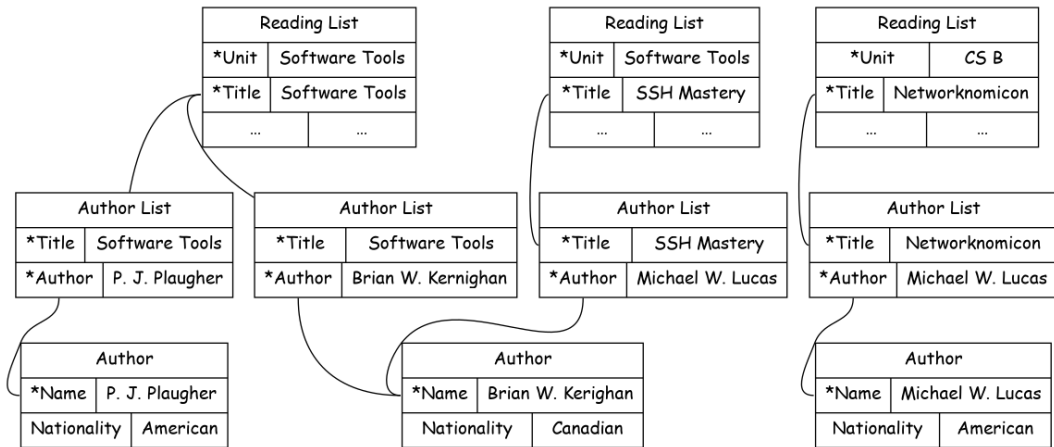 Reading List
*Unit Software Tools
*Title Software Tools
... ...
Reading List
*Unit Software Tools
*Title SSH Mastery
... ...
Reading List
*Unit CS B
*Title Networknomicon
... ...
Author List
*Title Software Tools
*Author P. J. Plaugher
Author List
*Title Software Tools
*Author Brian W. Kernighan
Author List
*Title SSH Mastery
*Author Michael W. Lucas
Author List
*Title Networknomicon
*Author Michael W. Lucas
Author
*Name P. J. Plaugher
Nationality American
Author
*Name Brian W. Kerighan
Nationality Canadian
Author
*Name Michael W. Lucas
Nationality American